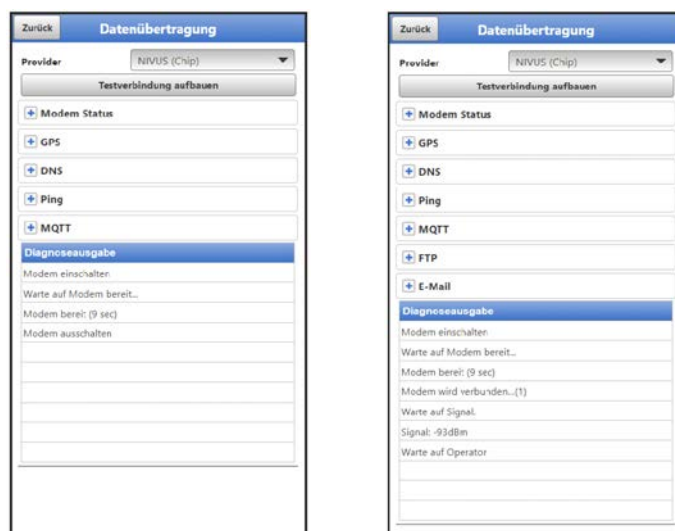 Zurück
Datenübertragung
Provider
NIVUS (Chip)
Testverbindung aufbauen
Modem Status
GPS
DNS
Ping
MQTT
Diagnoseausgabe
Modem einschalten
Warte auf Modem bereit...
Modem bereit (9 sec)
Modem ausschalten
Zurück
Datenübertragung
Provider
NIVUS (Chip)
Testverbindung aufbauen
Modem Status
GPS
DNS
Ping
MQTT
FTP
E-Mail
Diagnoseausgabe
Modem einschalten
Warte auf Modem bereit...
Modem bereit (9 sec)
Modem wird verbunden...(1)
Warte auf Signal.
Signal: -93dBm
Warte auf Operator